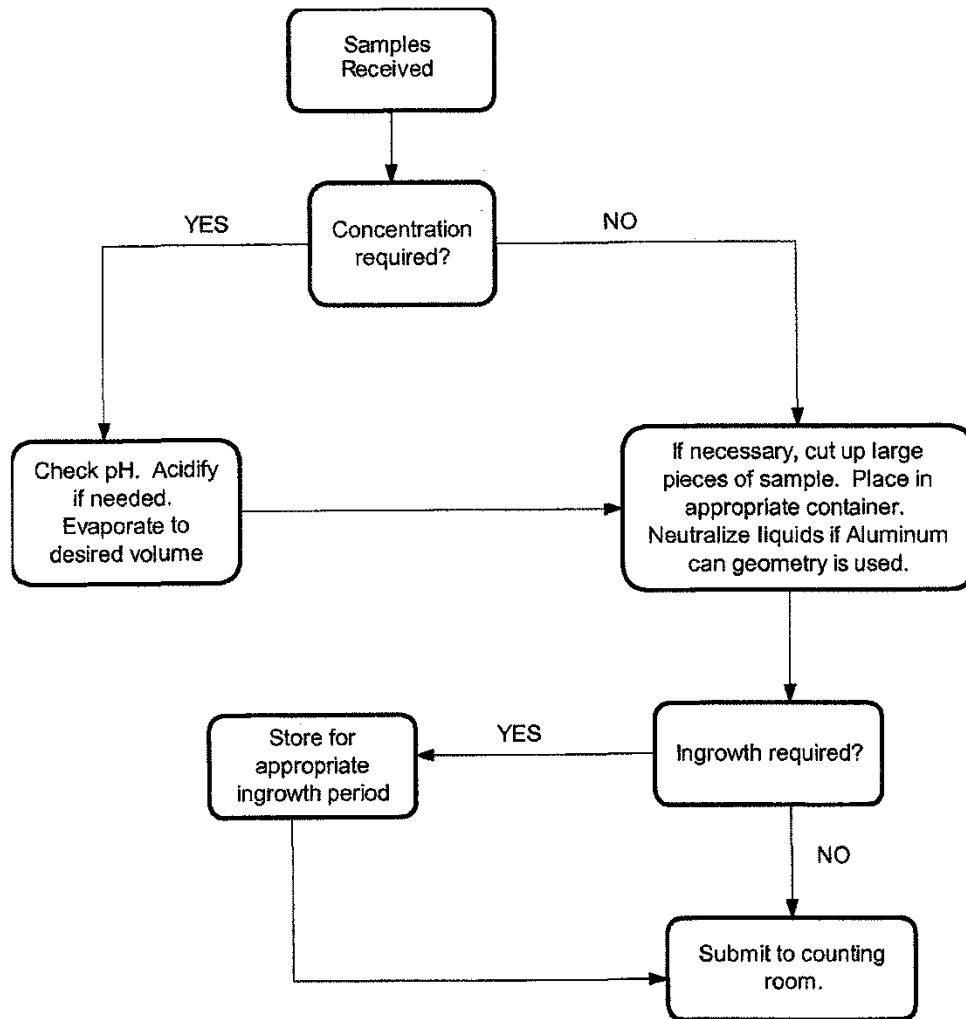 Samples
Received
YES
Concentration
required?
NO
Check pH. Acidify
if needed.
Evaporate to
desired volume
If necessary, cut up large
pieces of sample. Place in
appropriate container.
Neutralize liquids if Aluminum
can geometry is used.
Store for
appropriate
ingrowth period
YES
Ingrowth required?
NO
Submit to counting
room.